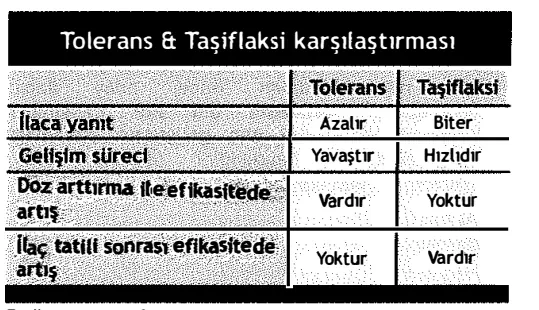 Tolerans & Taşiflaksi karşılaştırması
Tolerans Taşiflaksi
İlaca yanıt Azalır Biter
Gelişim süreci Yavaştır Hızlıdır
Doz arttırma ile efikasitede
artış Vardır Yoktur
İlaç tatili sonrası efikasitede
artış Yoktur Vardır